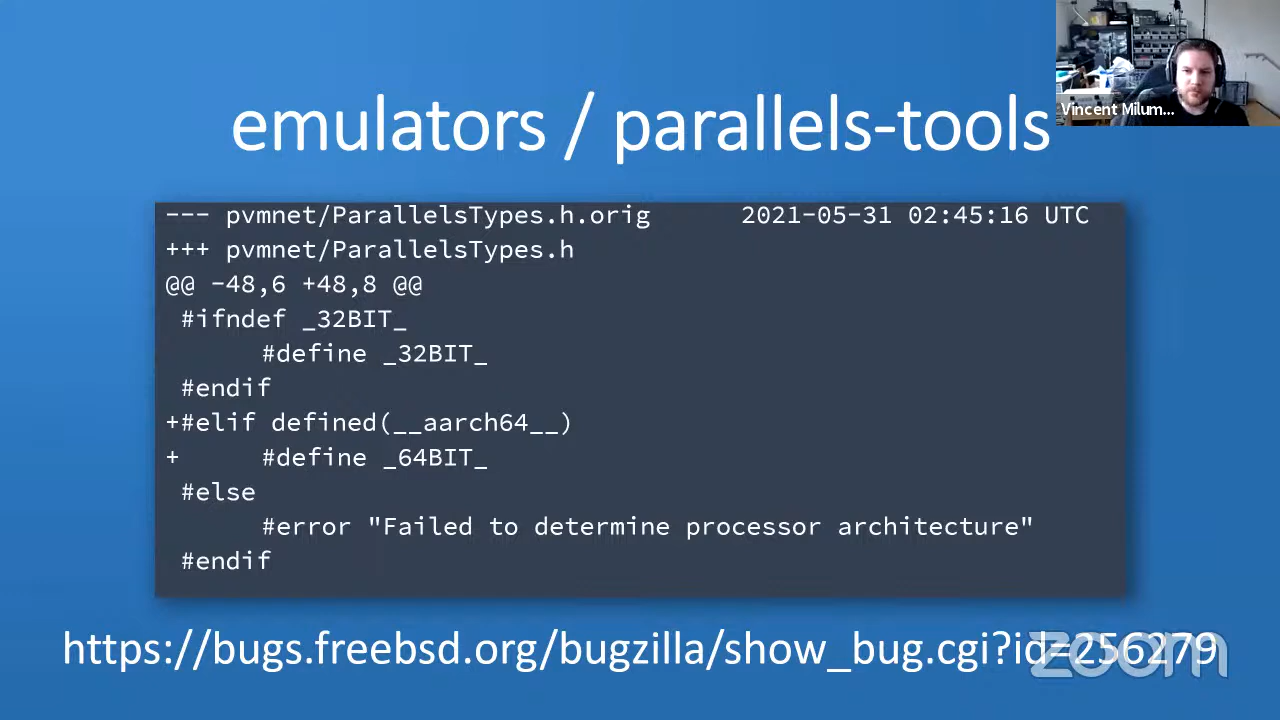 emulators / parallels-tools
Vincent Milum...
--- pvmnet/ParallelsTypes.h.orig      2021-05-31 02:45:16 UTC
+++ pvmnet/ParallelsTypes.h
@@ -48,6 +48,8 @@
 #ifndef _32BIT_
      #define _32BIT_
 #endif
+#elif defined(__aarch64__)
+     #define _64BIT_
 #else
      #error "Failed to determine processor architecture"
 #endif
https://bugs.freebsd.org/bugzilla/show_bug.cgi?id=256279
zoom